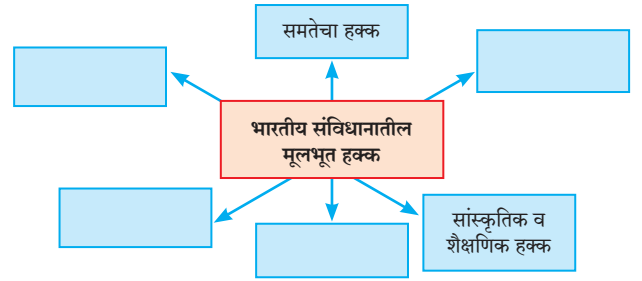 समतेचा हक्क
भारतीय संविधानातील
मूलभूत हक्क
सांस्कृतिक व
शैक्षणिक हक्क